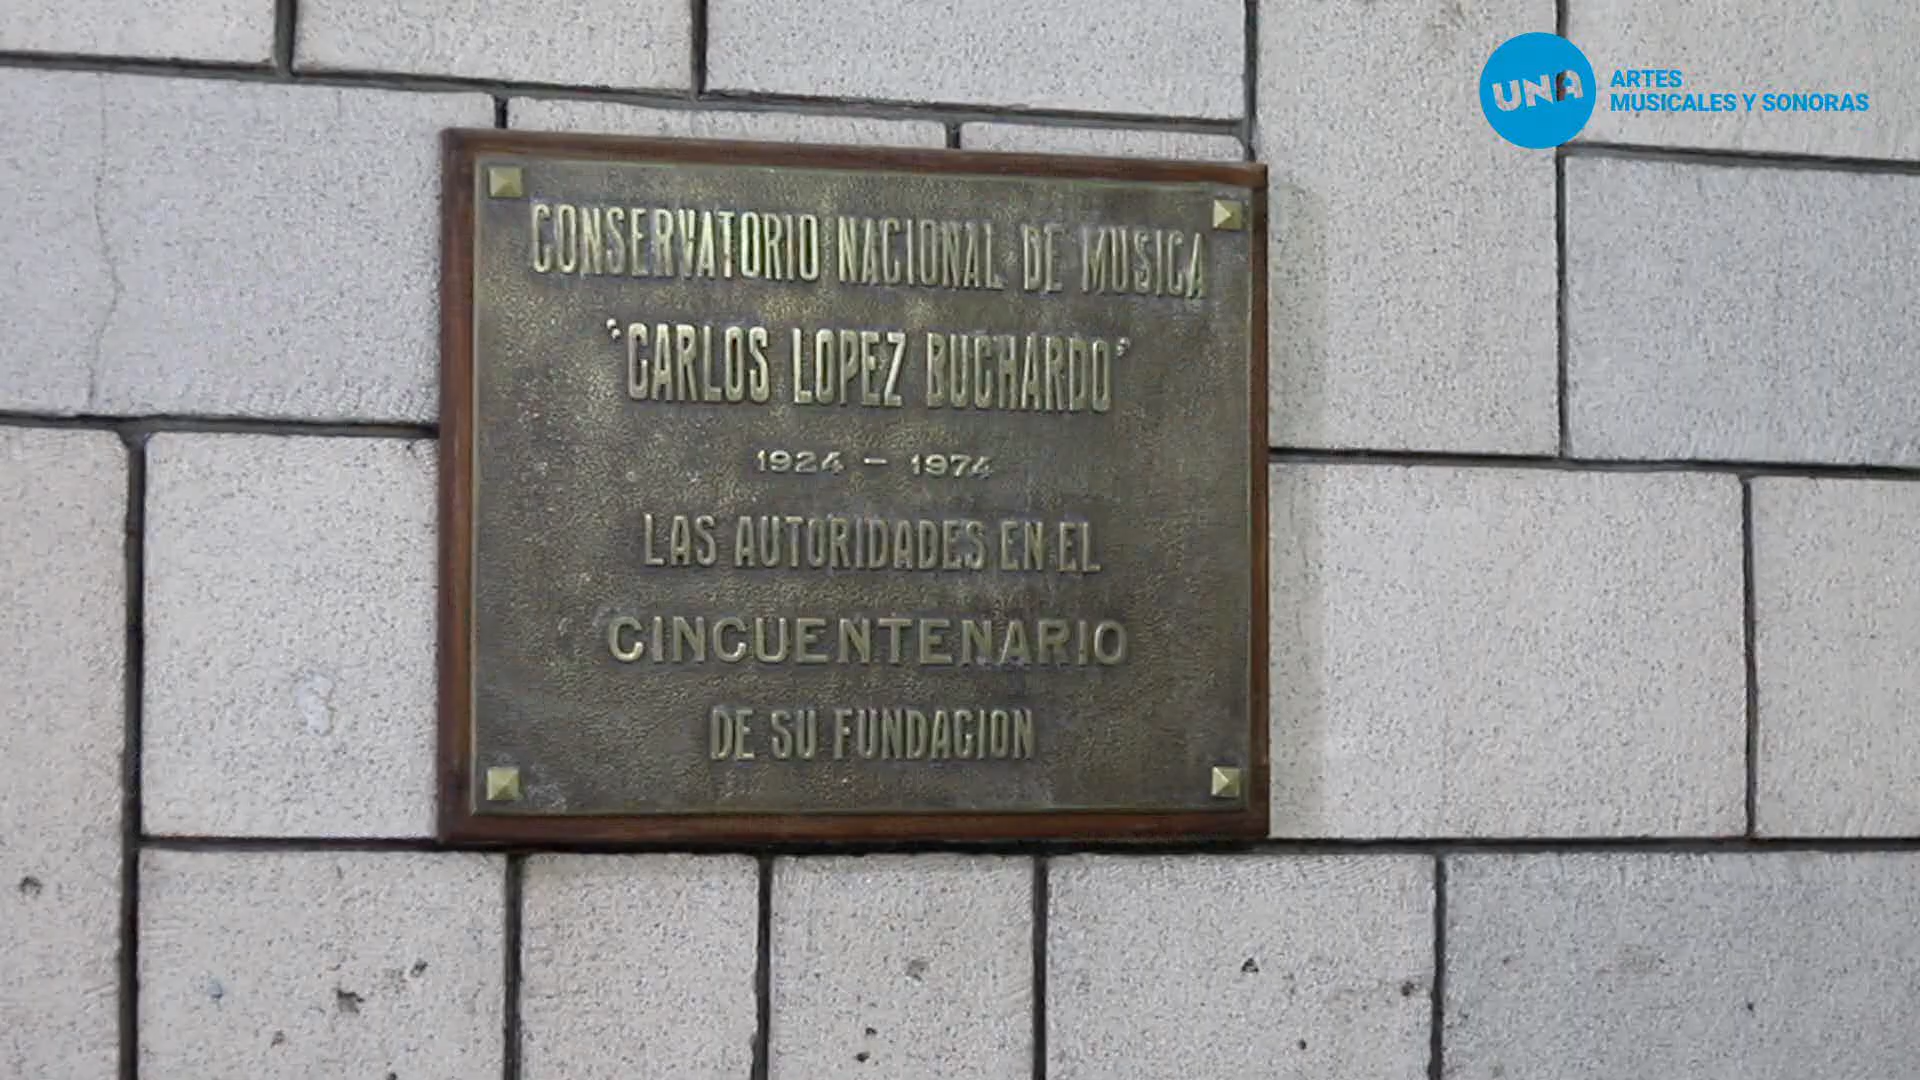 UNA
ARTES
MUSICALES Y SONORAS
CONSERVATORIO NACIONAL DE MUSICA
"CARLOS LOPEZ BUCHARDO"
1924 - 1974
LAS AUTORIDADES EN EL
CINCUENTENARIO
DE SU FUNDACION